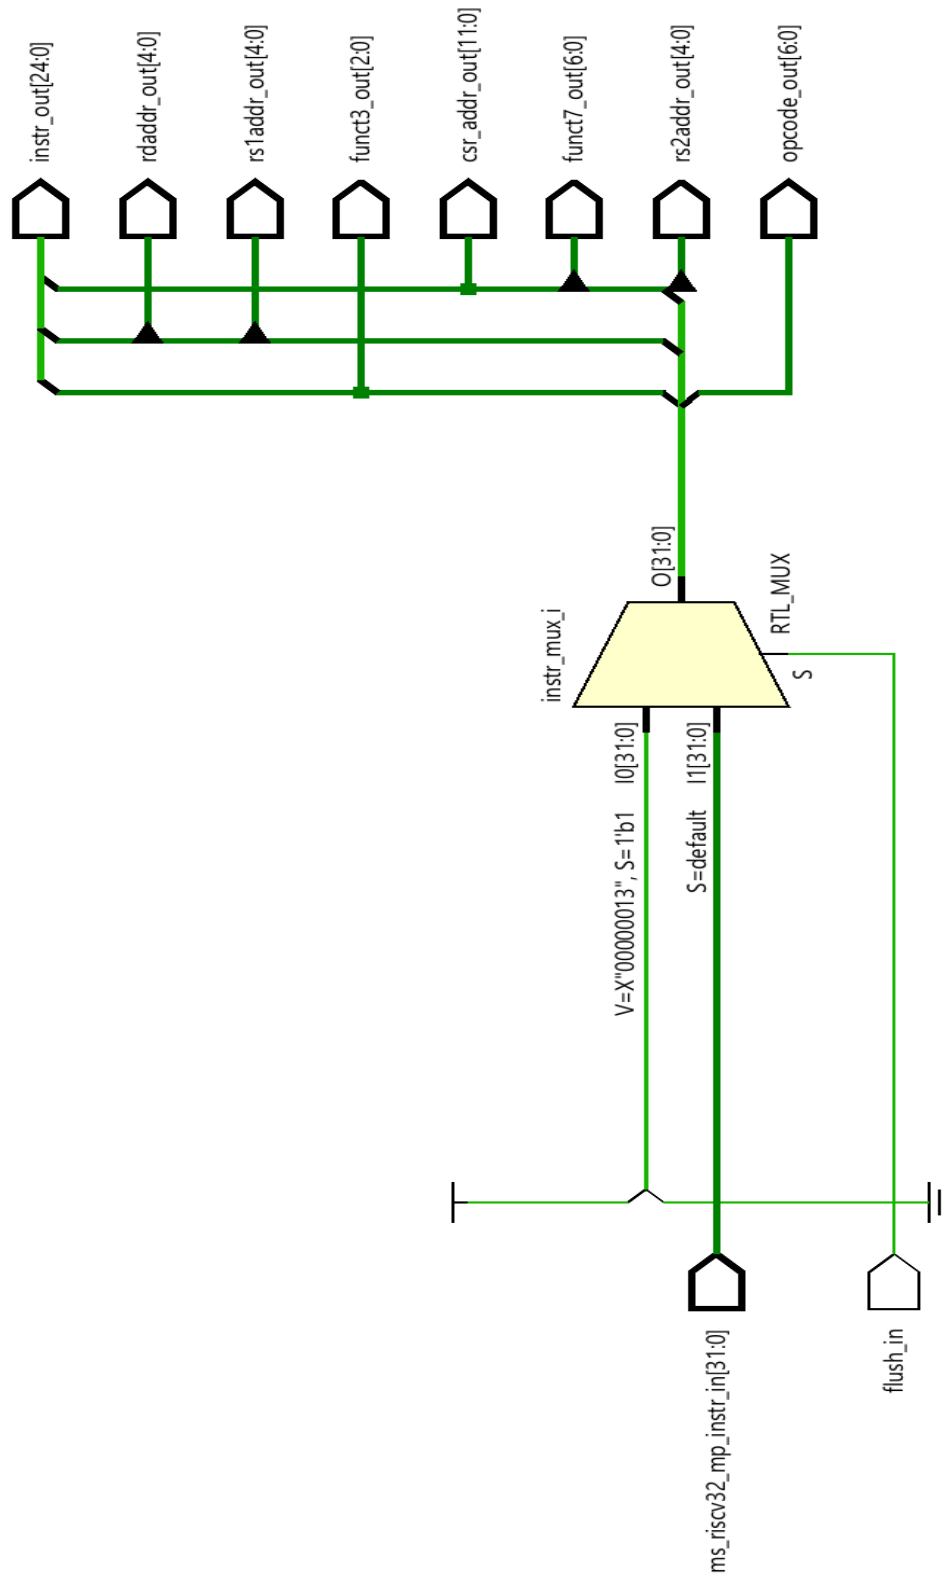 instr_out[24:0]
rdaddr_out[4:0]
rs1addr_out[4:0]
funct3_out[2:0]
csr_addr_out[11:0]
funct7_out[6:0]
rs2addr_out[4:0]
opcode_out[6:0]
instr_mux_i
O[31:0]
RTL_MUX
S
V=X"00000013", S=1'b1 I0[31:0]
S=default I1[31:0]
ms_riscv32_mp_instr_in[31:0]
flush_in